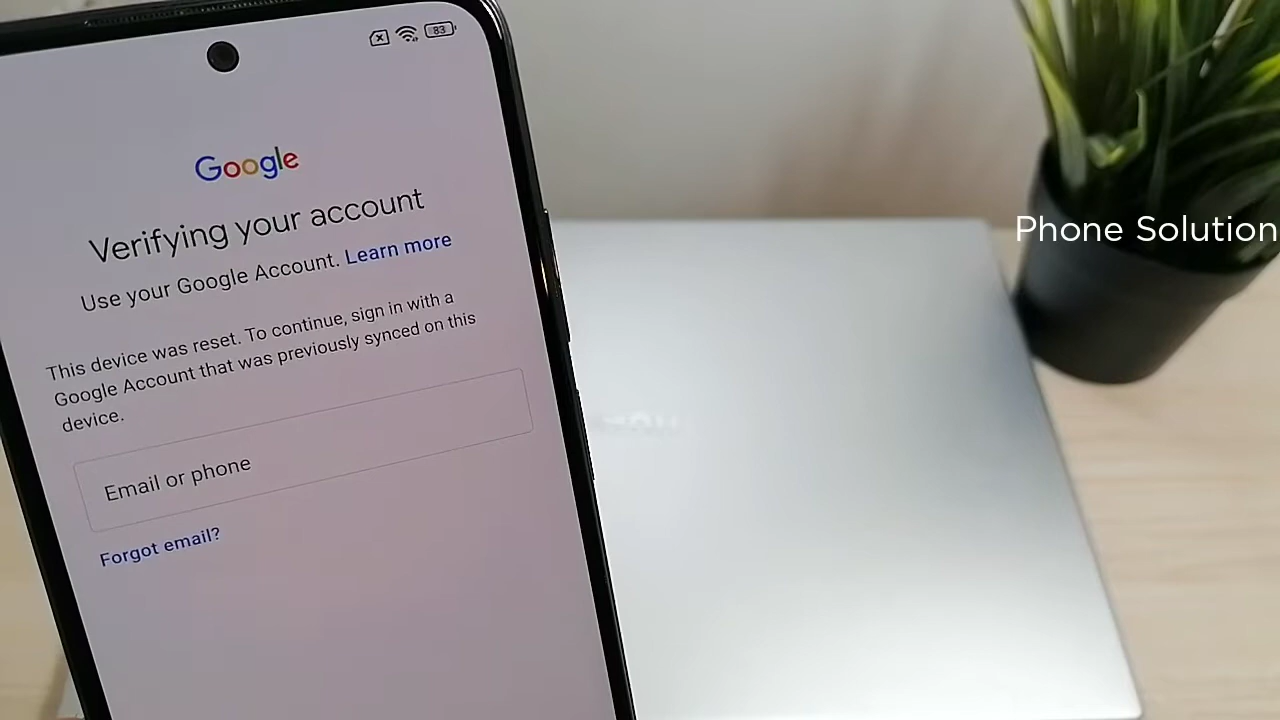 83
Google
Verifying your account
Use your Google Account. Learn more
This device was reset. To continue, sign in with a
Google Account that was previously synced on this
device.
Email or phone
Forgot email?
Phone Solution